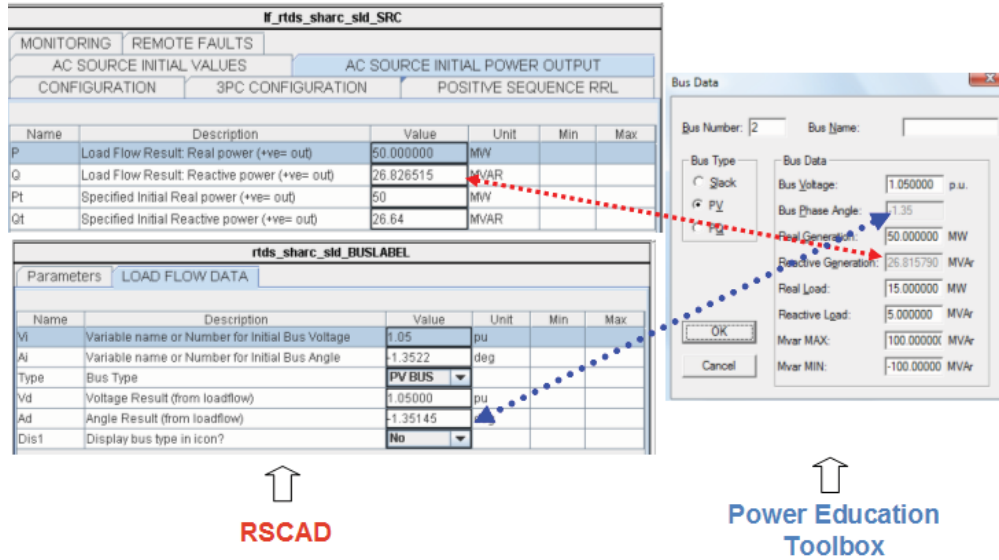 lf_rtds_sharc_sld_SRC
MONITORING REMOTE FAULTS
AC SOURCE INITIAL VALUES AC SOURCE INITIAL POWER OUTPUT
CONFIGURATION 3PC CONFIGURATION POSITIVE SEQUENCE RRL
Name Description Value Unit Min Max
P Load Flow Result: Real power (+ve= out) 50.000000 MW
Q Load Flow Result: Reactive power (+ve= out) 26.826515 MVAR
Pt Specified Initial Real power (+ve= out) 50 MW
Qt Specified Initial Reactive power (+ve= out) 26.64 MVAR
rtds_sharc_sld_BUSLABEL
Parameters LOAD FLOW DATA
Name Description Value Unit Min Max
Vi Variable name or Number for Initial Bus Voltage 1.05 pu
Ai Variable name or Number for Initial Bus Angle -1.3522 deg
Type Bus Type PV BUS
Vd Voltage Result (from loadflow) 1.05000 pu
Ad Angle Result (from loadflow) -1.35145 deg
Dis1 Display bus type in icon? No
RSCAD
Bus Data
Bus Number: 2 Bus Name:
Bus Type Bus Data
Slack Bus Voltage: 1.050000 p.u.
PV Bus Phase Angle: -1.35
PQ Real Generation: 50.000000 MW
Reactive Generation: 26.815790 MVAr
Real Load: 15.000000 MW
Reactive Load: 5.000000 MVAr
OK Mvar MAX: 100.00000 MVAr
Cancel Mvar MIN: -100.00000 MVAr
Power Education
Toolbox